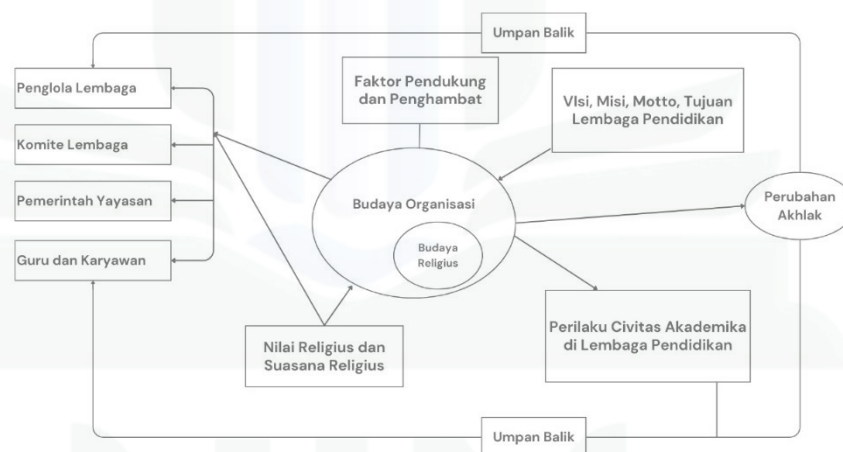 Umpan Balik
Penglola Lembaga
Faktor Pendukung
dan Penghambat
VIsi, Misi, Motto, Tujuan
Lembaga Pendidikan
Komite Lembaga
Pemerintah Yayasan
Budaya Organisasi
Perubahan
Akhlak
Guru dan Karyawan
Budaya
Religius
Nilai Religius dan
Suasana Religius
Perilaku Civitas Akademika
di Lembaga Pendidikan
Umpan Balik